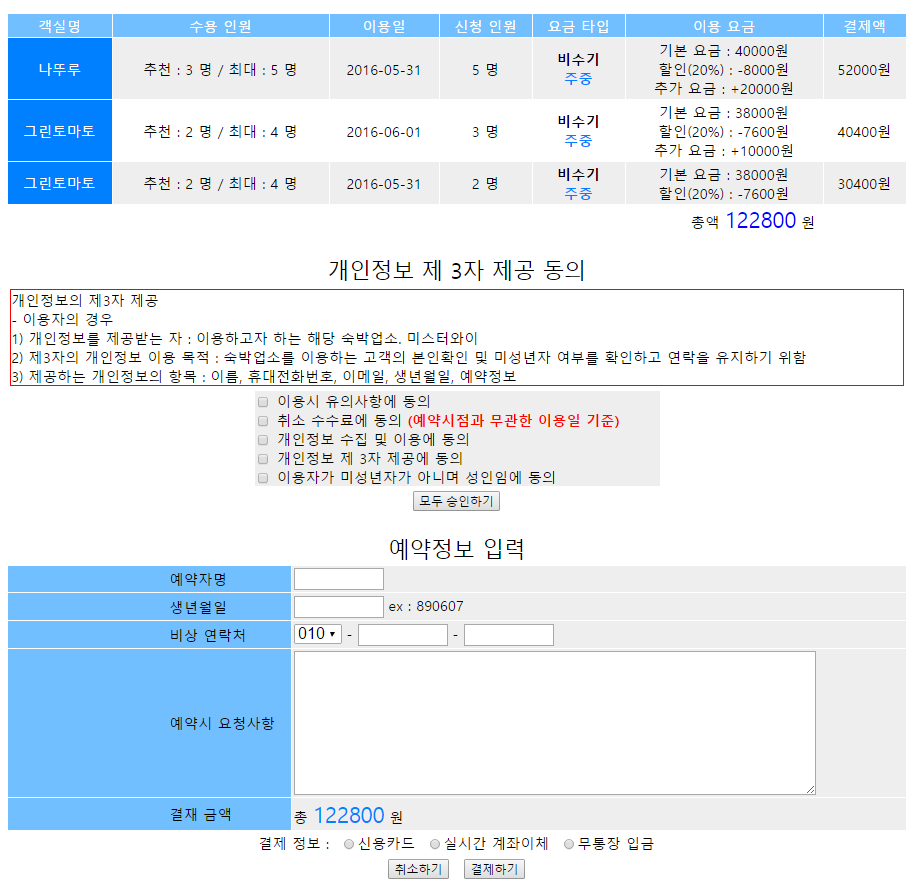 객실명 수용 인원 이용일 신청 인원 요금 타입 이용 요금 결제액
나뚜루 추천 : 3 명 / 최대 : 5 명 2016-05-31 5 명 비수기 주중 기본 요금 : 40000원 할인(20%) : -8000원 추가 요금 : +20000원 52000원
그린토마토 추천 : 2 명 / 최대 : 4 명 2016-06-01 3 명 비수기 주중 기본 요금 : 38000원 할인(20%) : -7600원 추가 요금 : +10000원 40400원
그린토마토 추천 : 2 명 / 최대 : 4 명 2016-05-31 2 명 비수기 주중 기본 요금 : 38000원 할인(20%) : -7600원 30400원
총액 122800 원
개인정보 제 3자 제공 동의
개인정보의 제3자 제공
- 이용자의 경우
1) 개인정보를 제공받는 자 : 이용하고자 하는 해당 숙박업소. 미스터와이
2) 제3자의 개인정보 이용 목적 : 숙박업소를 이용하는 고객의 본인확인 및 미성년자 여부를 확인하고 연락을 유지하기 위함
3) 제공하는 개인정보의 항목 : 이름, 휴대전화번호, 이메일, 생년월일, 예약정보
이용시 유의사항에 동의
취소 수수료에 동의 (예약시점과 무관한 이용일 기준)
개인정보 수집 및 이용에 동의
개인정보 제 3자 제공에 동의
이용자가 미성년자가 아니며 성인임에 동의
모두 승인하기
예약정보 입력
예약자명
생년월일 ex : 890607
비상 연락처 010 - -
예약시 요청사항
결재 금액 총 122800 원
결제 정보 : 신용카드 실시간 계좌이체 무통장 입금
취소하기 결제하기